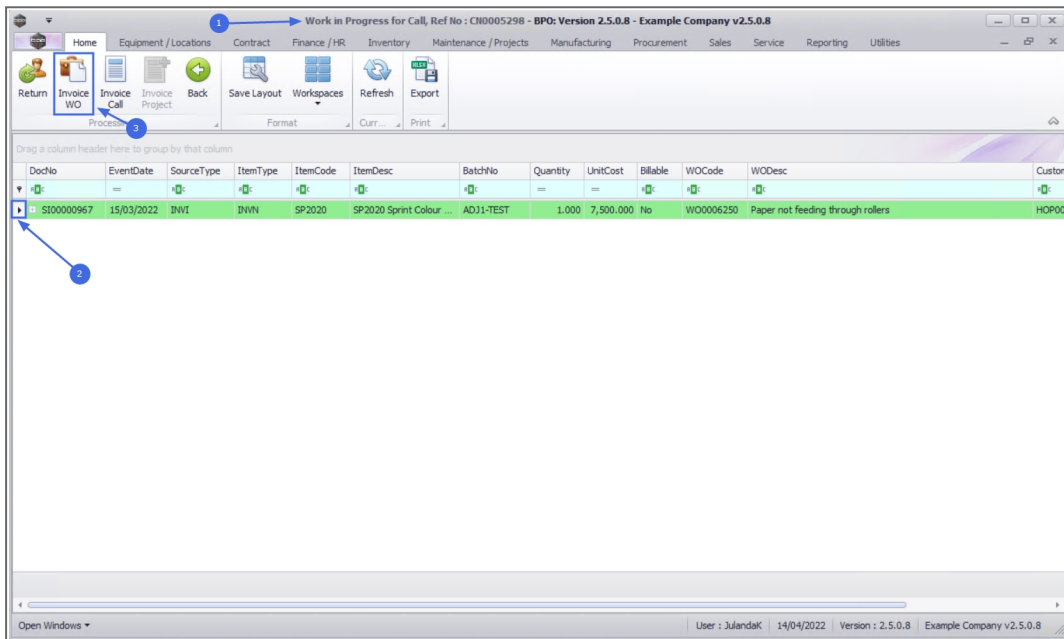 1
Work in Progress for Call, Ref No : CN0005298 - BPO: Version 2.5.0.8 - Example Company v2.5.0.8
Home Equipment / Locations Contract Finance / HR Inventory Maintenance / Projects Manufacturing Procurement Sales Service Reporting Utilities
Return Invoice WO Invoice Call Invoice Project Back Save Layout Workspaces Refresh Export
Processi 3 Format Curr... Print
Drag a column header here to group by that column
DocNo EventDate SourceType ItemType ItemCode ItemDesc BatchNo Quantity UnitCost Billable WOCode WODesc Custom
= = =
SI00000967 15/03/2022 INVI INVN SP2020 SP2020 Sprint Colour ... ADJ1-TEST 1.000 7,500.000 No WO0006250 Paper not feeding through rollers HOP00
2
Open Windows User : JulandaK 14/04/2022 Version : 2.5.0.8 Example Company v2.5.0.8